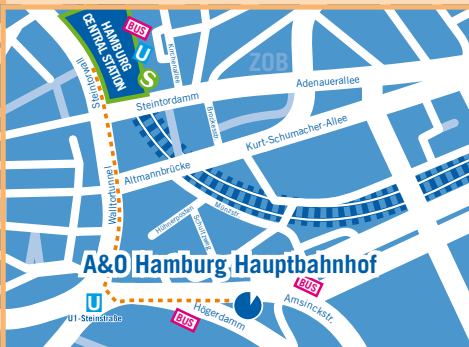 HAMBURG
CENTRAL STATION
BUS
U
S
Kirchenallee
ZOB
Steintorwall
Steintordamm
Adenauerallee
Brockesstr.
Kurt-Schumacher-Allee
Altmannbrücke
Walltortunnel
Münzstr.
Hühnerposten
Schultzweg
A&O Hamburg Hauptbahnhof
U
U1-Steinstraße
BUS
Högerdamm
BUS
Amsinckstr.